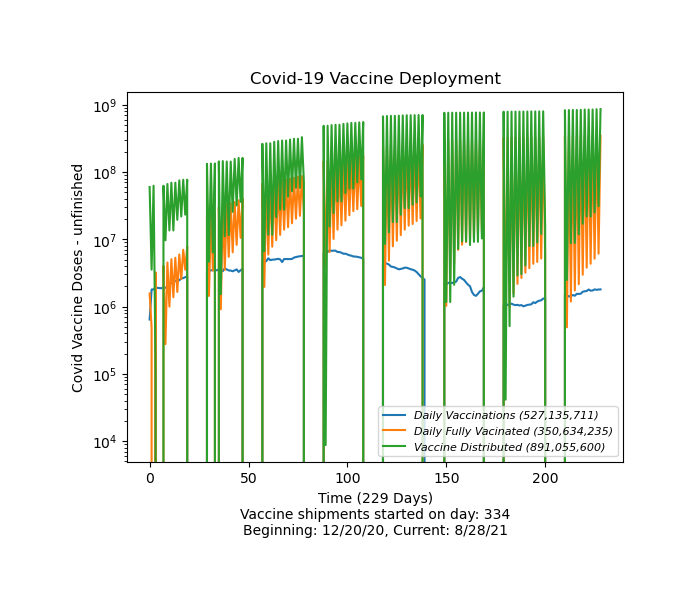 Covid-19 Vaccine Deployment
Covid Vaccine Doses - unfinished
10⁹
10⁸
10⁷
10⁶
10⁵
10⁴
0
50
100
150
200
Daily Vaccinations (527,135,711)
Daily Fully Vacinated (350,634,235)
Vaccine Distributed (891,055,600)
Time (229 Days)
Vaccine shipments started on day: 334
Beginning: 12/20/20, Current: 8/28/21